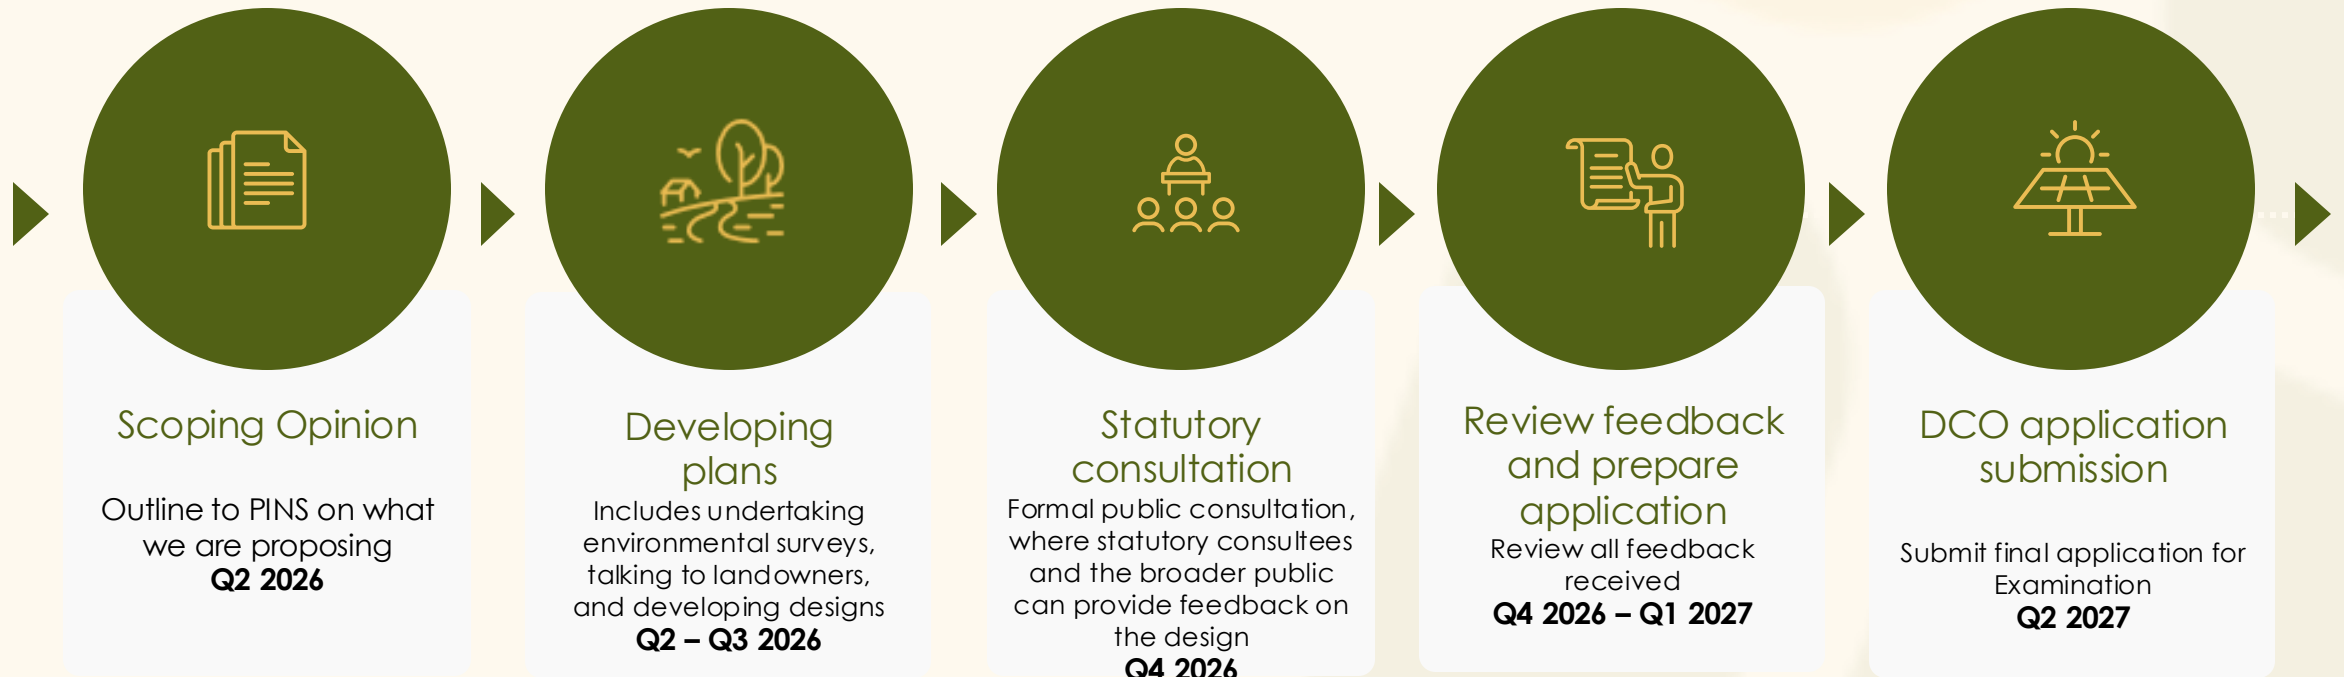 Scoping Opinion
Outline to PINS on what
we are proposing
Q2 2026
Developing
plans
Includes undertaking
environmental surveys,
talking to landowners,
and developing designs
Q2 – Q3 2026
Statutory
consultation
Formal public consultation,
where statutory consultees
and the broader public
can provide feedback on
the design
Q4 2026
Review feedback
and prepare
application
Review all feedback
received
Q4 2026 – Q1 2027
DCO application
submission
Submit final application for
Examination
Q2 2027